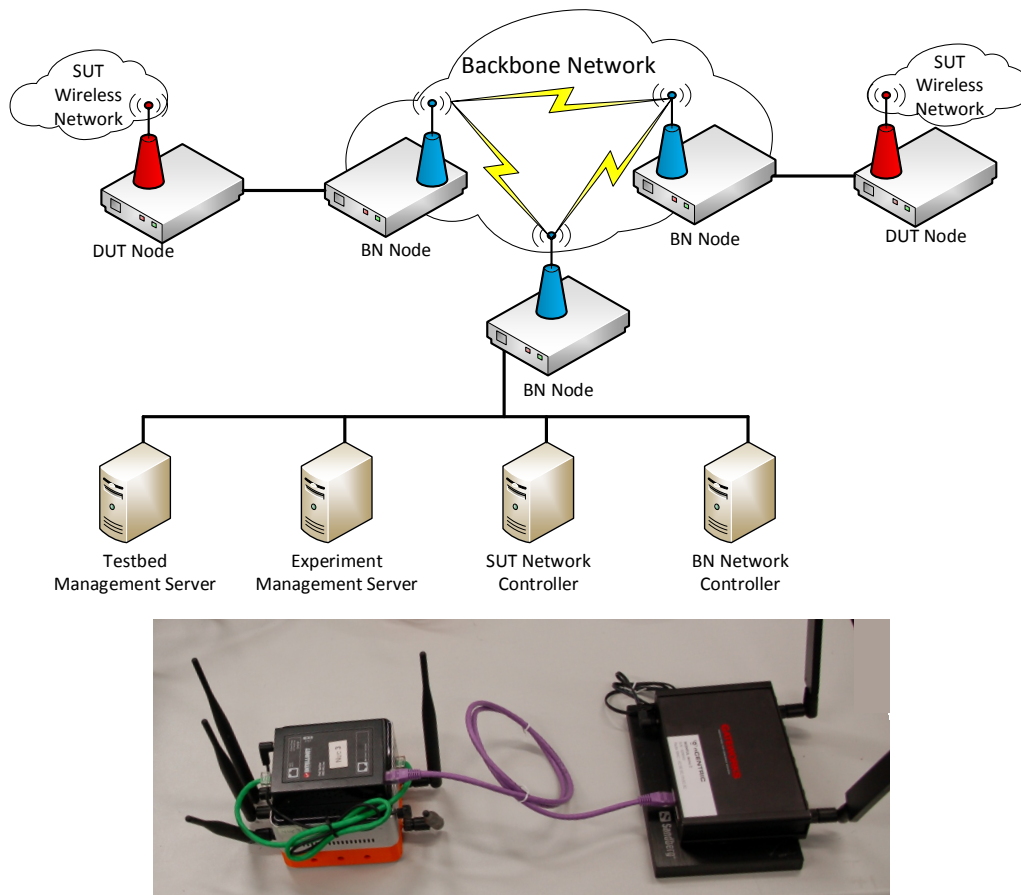 SUT
Wireless
Network
Backbone Network
SUT
Wireless
Network
DUT Node
BN Node
BN Node
DUT Node
BN Node
Testbed
Management Server
Experiment
Management Server
SUT Network
Controller
BN Network
Controller
Sandberg